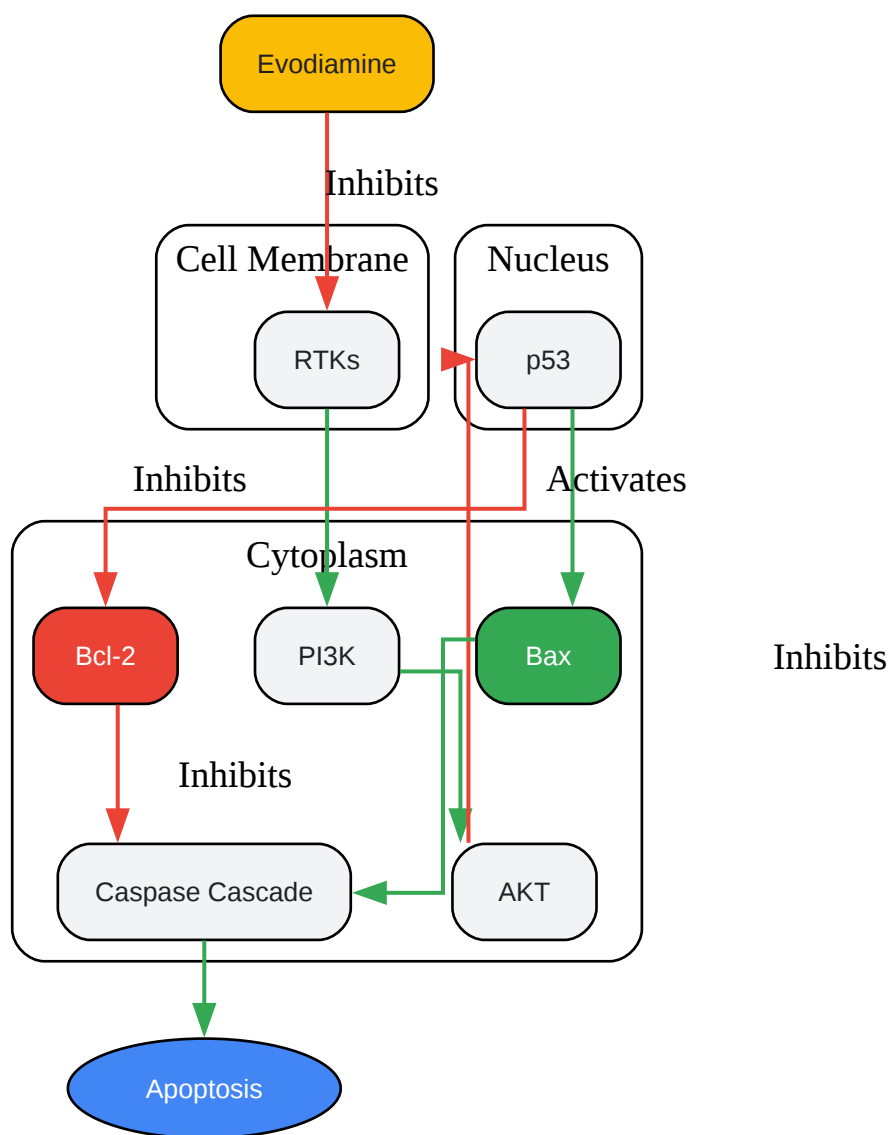 Evodiamine
Inhibits
Cell Membrane
Nucleus
RTKs
p53
Inhibits
Activates
Cytoplasm
Bcl-2
PI3K
Bax
Inhibits
Inhibits
Caspase Cascade
AKT
Apoptosis